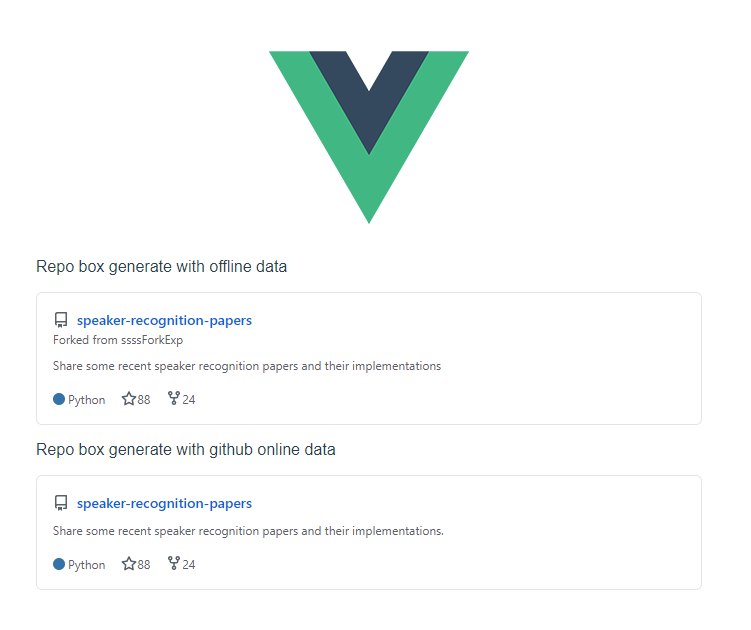 Repo box generate with offline data
speaker-recognition-papers
Forked from ssssForkExp
Share some recent speaker recognition papers and their implementations
Python 88 24
Repo box generate with github online data
speaker-recognition-papers
Share some recent speaker recognition papers and their implementations.
Python 88 24